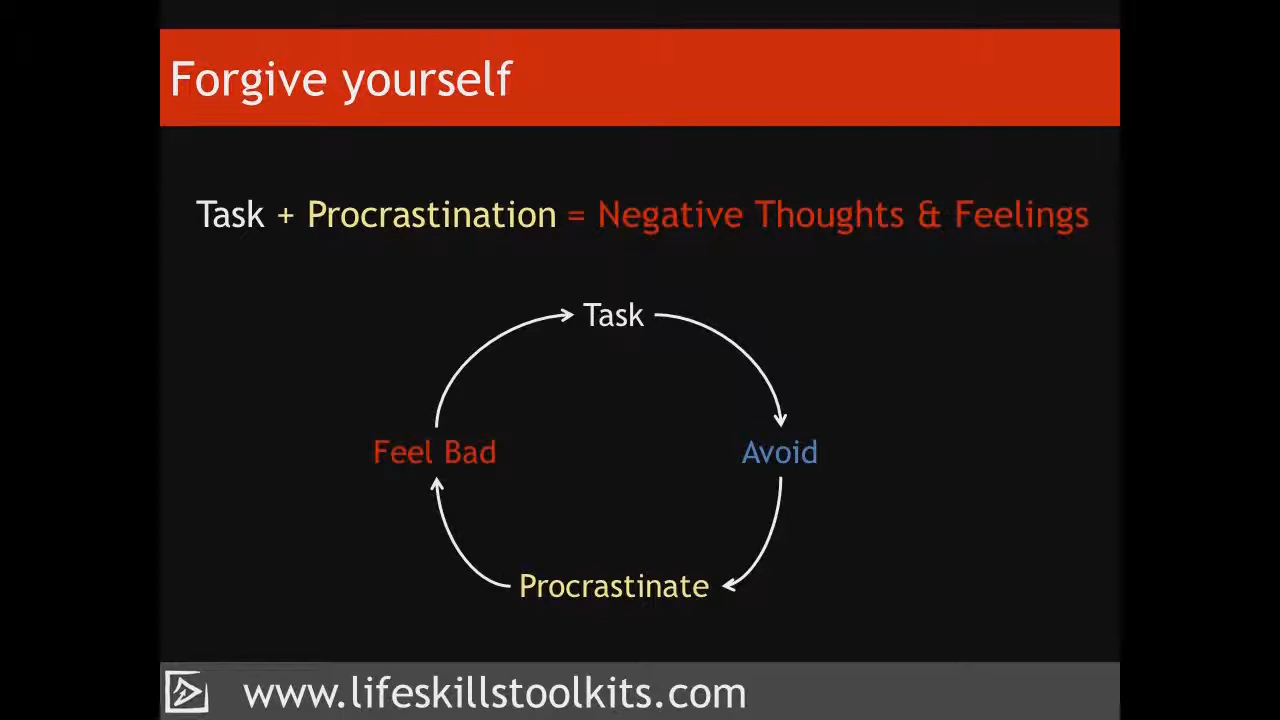 Forgive yourself
Task + Procrastination = Negative Thoughts & Feelings
Task
Feel Bad
Avoid
Procrastinate
www.lifeskillstoolkits.com